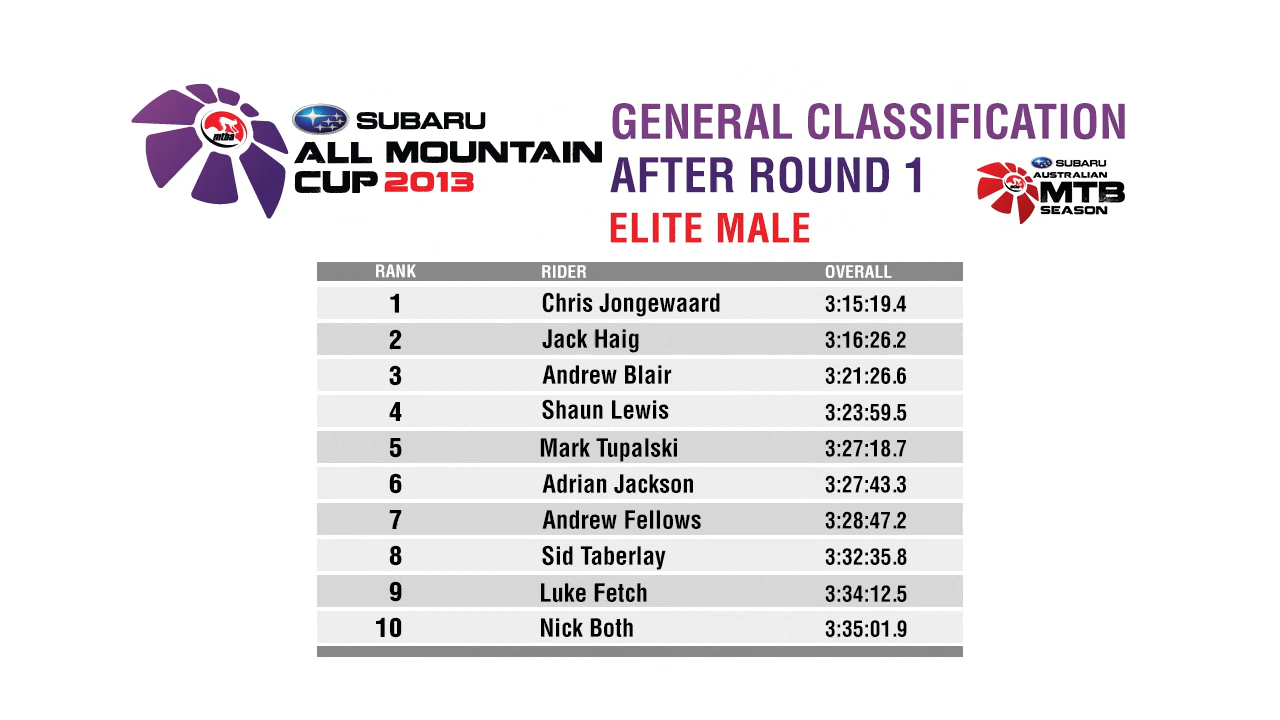 mtba
SUBARU
ALL MOUNTAIN
CUP 2013
GENERAL CLASSIFICATION
AFTER ROUND 1
ELITE MALE
SUBARU
AUSTRALIAN
MTB
SEASON
RANK RIDER OVERALL
1 Chris Jongewaard 3:15:19.4
2 Jack Haig 3:16:26.2
3 Andrew Blair 3:21:26.6
4 Shaun Lewis 3:23:59.5
5 Mark Tupalski 3:27:18.7
6 Adrian Jackson 3:27:43.3
7 Andrew Fellows 3:28:47.2
8 Sid Taberlay 3:32:35.8
9 Luke Fetch 3:34:12.5
10 Nick Both 3:35:01.9